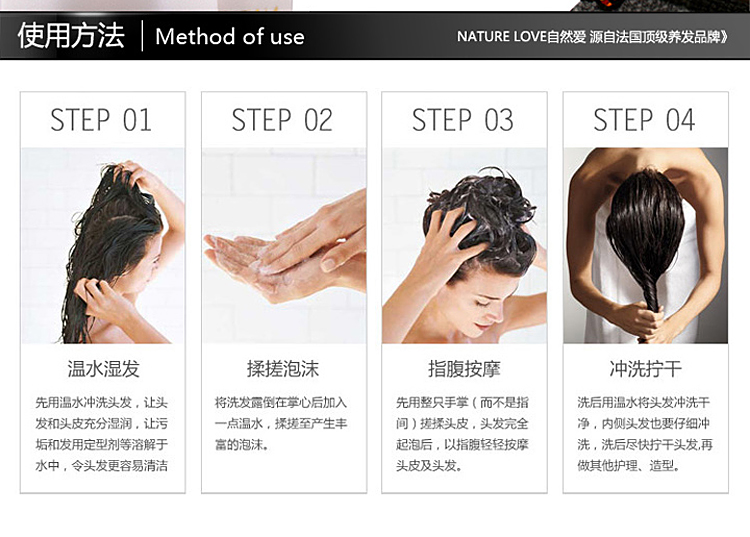 使用方法 | Method of use
NATURE LOVE自然爱 源自法国顶级养发品牌》
STEP 01
温水湿发
先用温水冲洗头发，让头
发和头皮充分湿润，让污
垢和发用定型剂等溶解于
水中，令头发更容易清洁
STEP 02
揉搓泡沫
将洗发露倒在掌心后加入
一点温水，揉搓至产生丰
富的泡沫。
STEP 03
指腹按摩
先用整只手掌（而不是指
间）搓揉头皮，头发完全
起泡后，以指腹轻轻按摩
头皮及头发。
STEP 04
冲洗拧干
洗后用温水将头发冲洗干
净，内侧头发也要仔细冲
洗，洗后尽快拧干头发,再
做其他护理、造型。